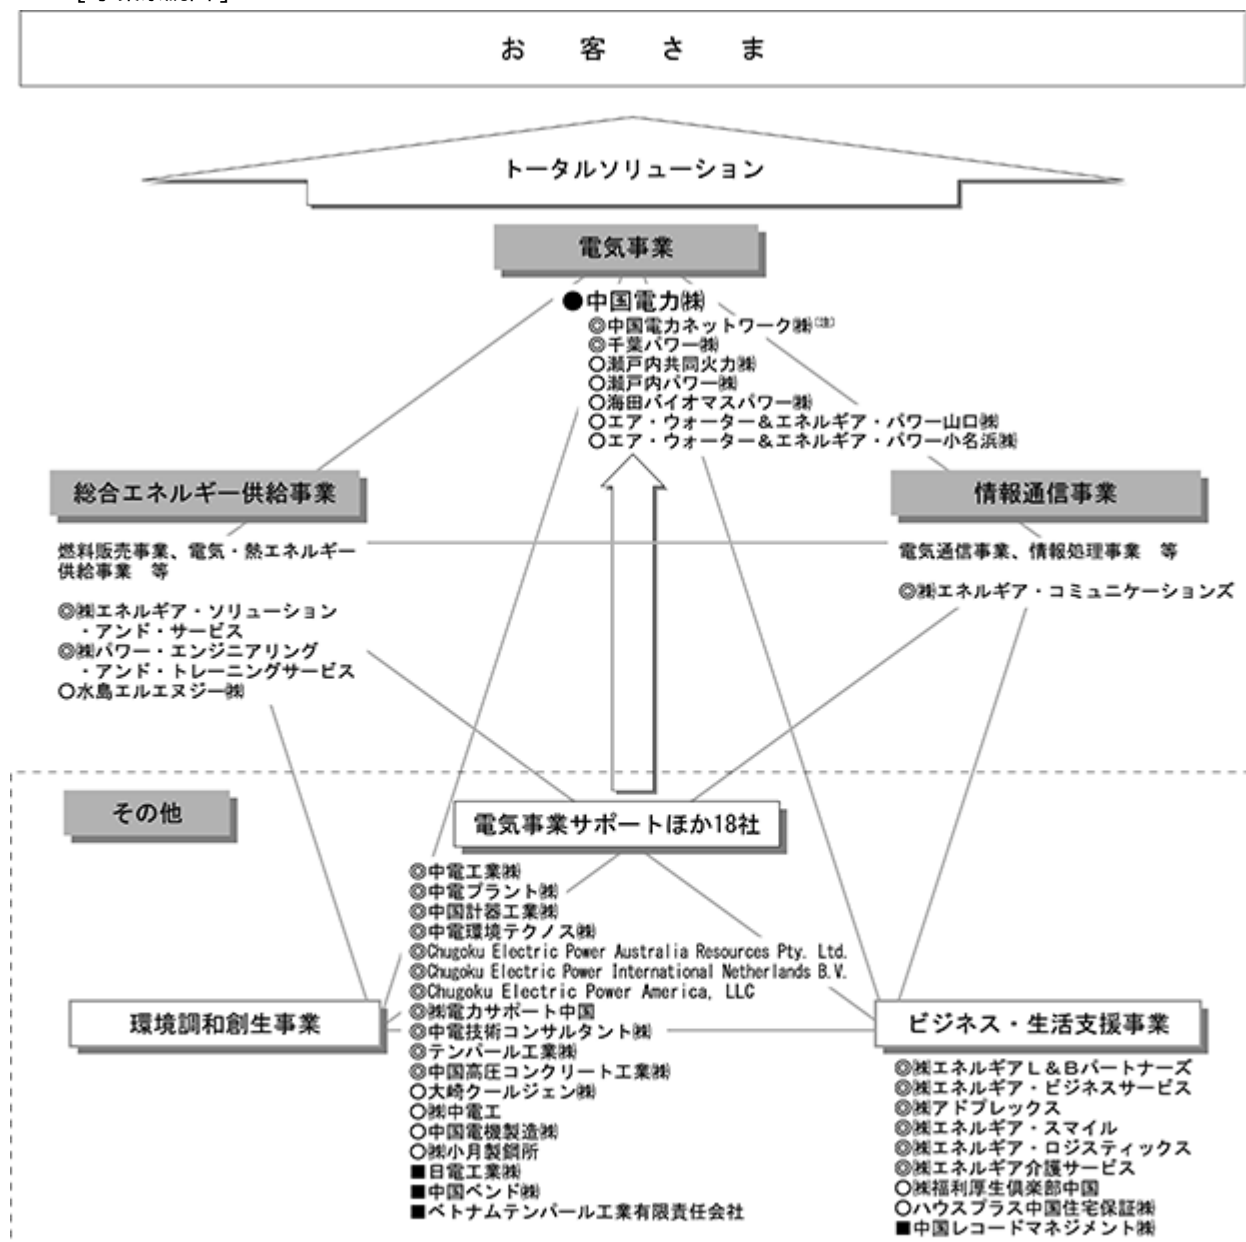 お客さま
トータルソリューション
電気事業
●中国電力㈱
◎中国電力ネットワーク㈱(注)
◎千葉パワー㈱
○瀬戸内共同火力㈱
○瀬戸内パワー㈱
○海田バイオマスパワー㈱
○エア・ウォーター＆エネルギア・パワー山口㈱
○エア・ウォーター＆エネルギア・パワー小名浜㈱
総合エネルギー供給事業
燃料販売事業、電気・熱エネルギー
供給事業　等
◎㈱エネルギア・ソリューション
・アンド・サービス
◎㈱パワー・エンジニアリング
・アンド・トレーニングサービス
○水島エルエヌジー㈱
情報通信事業
電気通信事業、情報処理事業　等
◎㈱エネルギア・コミュニケーションズ
その他
電気事業サポートほか18社
◎中電工業㈱
◎中電プラント㈱
◎中国計器工業㈱
◎中電環境テクノス㈱
◎Chugoku Electric Power Australia Resources Pty. Ltd.
◎Chugoku Electric Power International Netherlands B.V.
◎Chugoku Electric Power America, LLC
◎㈱電力サポート中国
◎中電技術コンサルタント㈱
◎テンパール工業㈱
◎中国高圧コンクリート工業㈱
○大崎クールジェン㈱
○㈱中電工
○中国電機製造㈱
○㈱小月製鋼所
■日電工業㈱
■中国ベンド㈱
■ベトナムテンパール工業有限責任会社
環境調和創生事業
ビジネス・生活支援事業
◎㈱エネルギアＬ＆Ｂパートナーズ
◎㈱エネルギア・ビジネスサービス
◎㈱アドプレックス
◎㈱エネルギア・スマイル
◎㈱エネルギア・ロジスティックス
◎㈱エネルギア介護サービス
○㈱福利厚生倶楽部中国
○ハウスプラス中国住宅保証㈱
■中国レコードマネジメント㈱